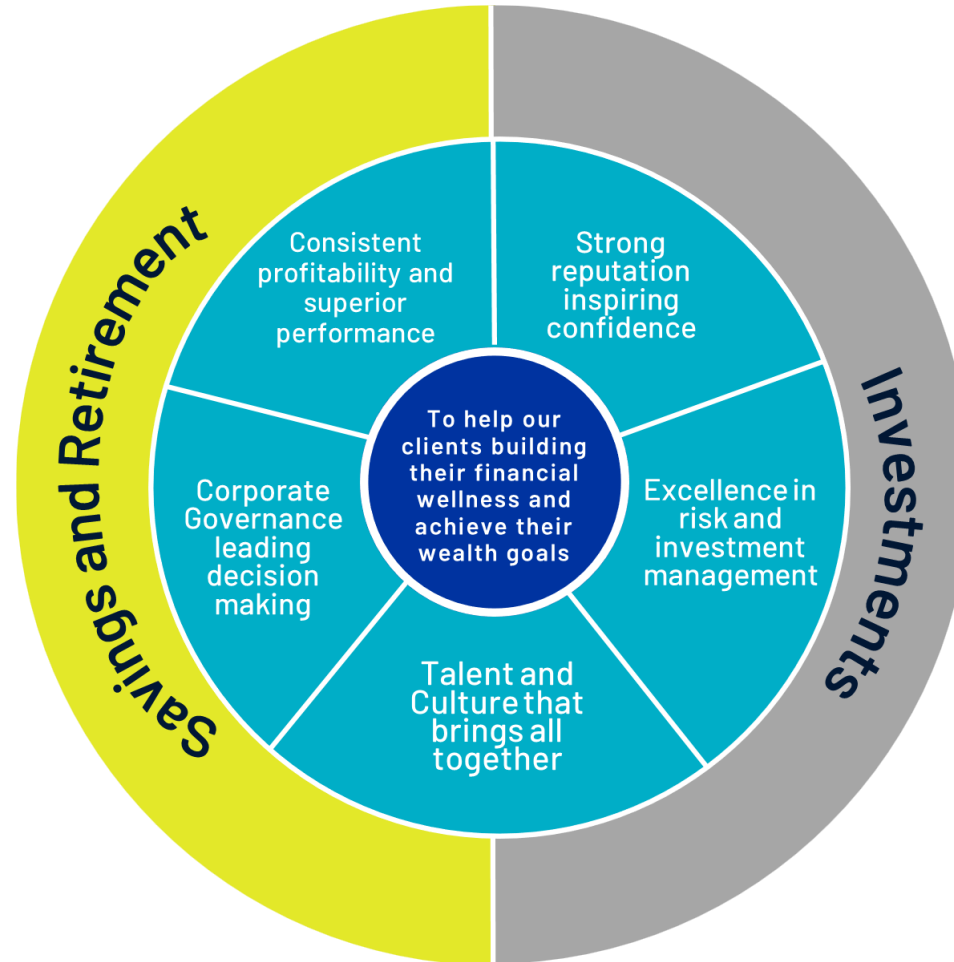 Savings and Retirement
Consistent
profitability and
superior
performance
Strong
reputation
inspiring
confidence
Investments
To help our
clients building
their financial
wellness and
achieve their
wealth goals
Corporate
Governance
leading
decision
making
Excellence in
risk and
investment
management
Talent and
Culture that
brings all
together